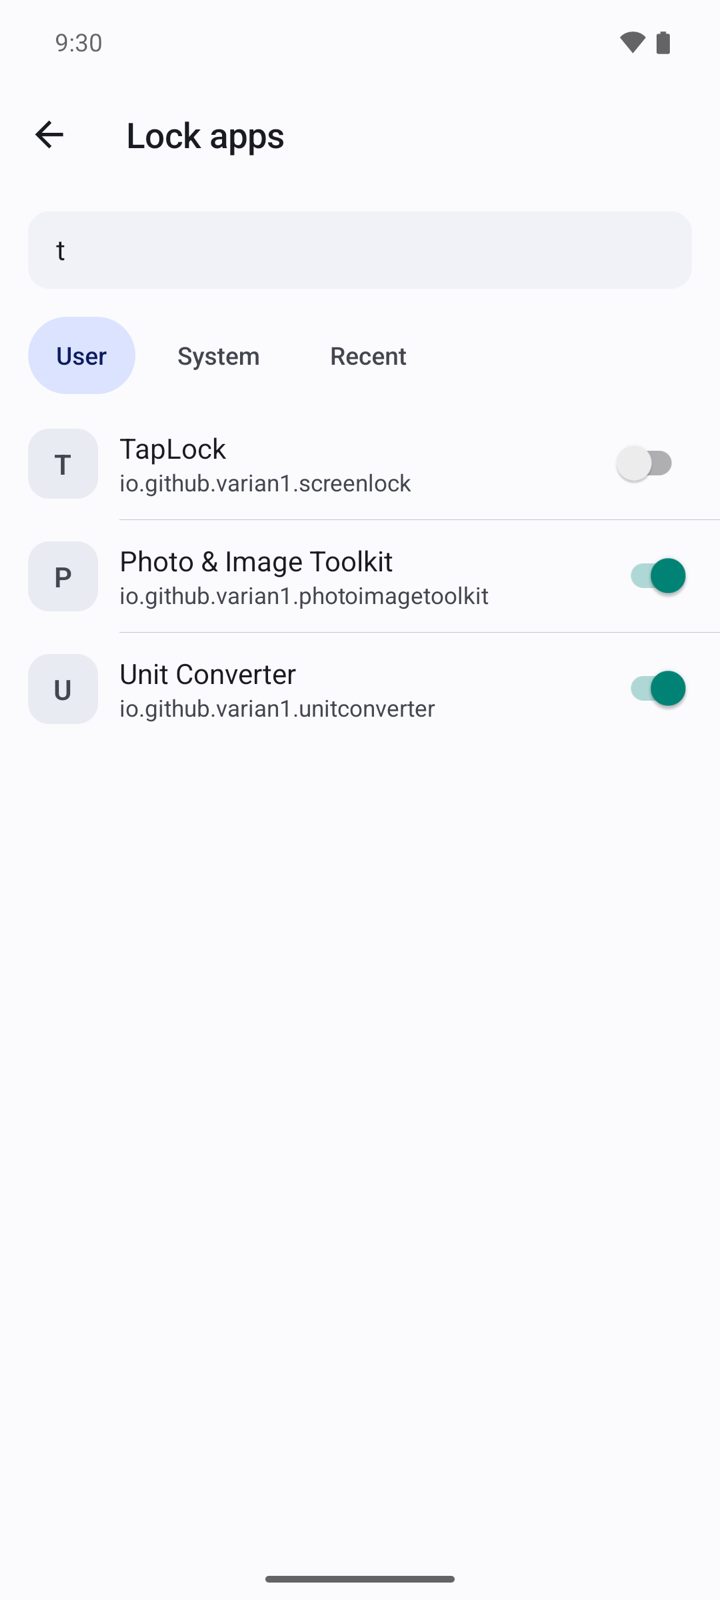 9:30
Lock apps
t
User
System
Recent
T
TapLock
io.github.varian1.screenlock
P
Photo & Image Toolkit
io.github.varian1.photoimagetoolkit
U
Unit Converter
io.github.varian1.unitconverter